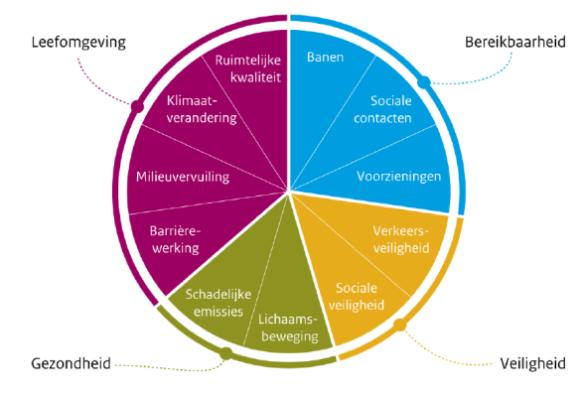 Leefomgeving
Bereikbaarheid
Ruimtelijke
kwaliteit
Banen
Klimaat-
verandering
Sociale
contacten
Milieuvervuiling
Voorzieningen
Barrière-
werking
Verkeers-
veiligheid
Schadelijke
emissies
Sociale
veiligheid
Lichaams-
beweging
Gezondheid
Veiligheid